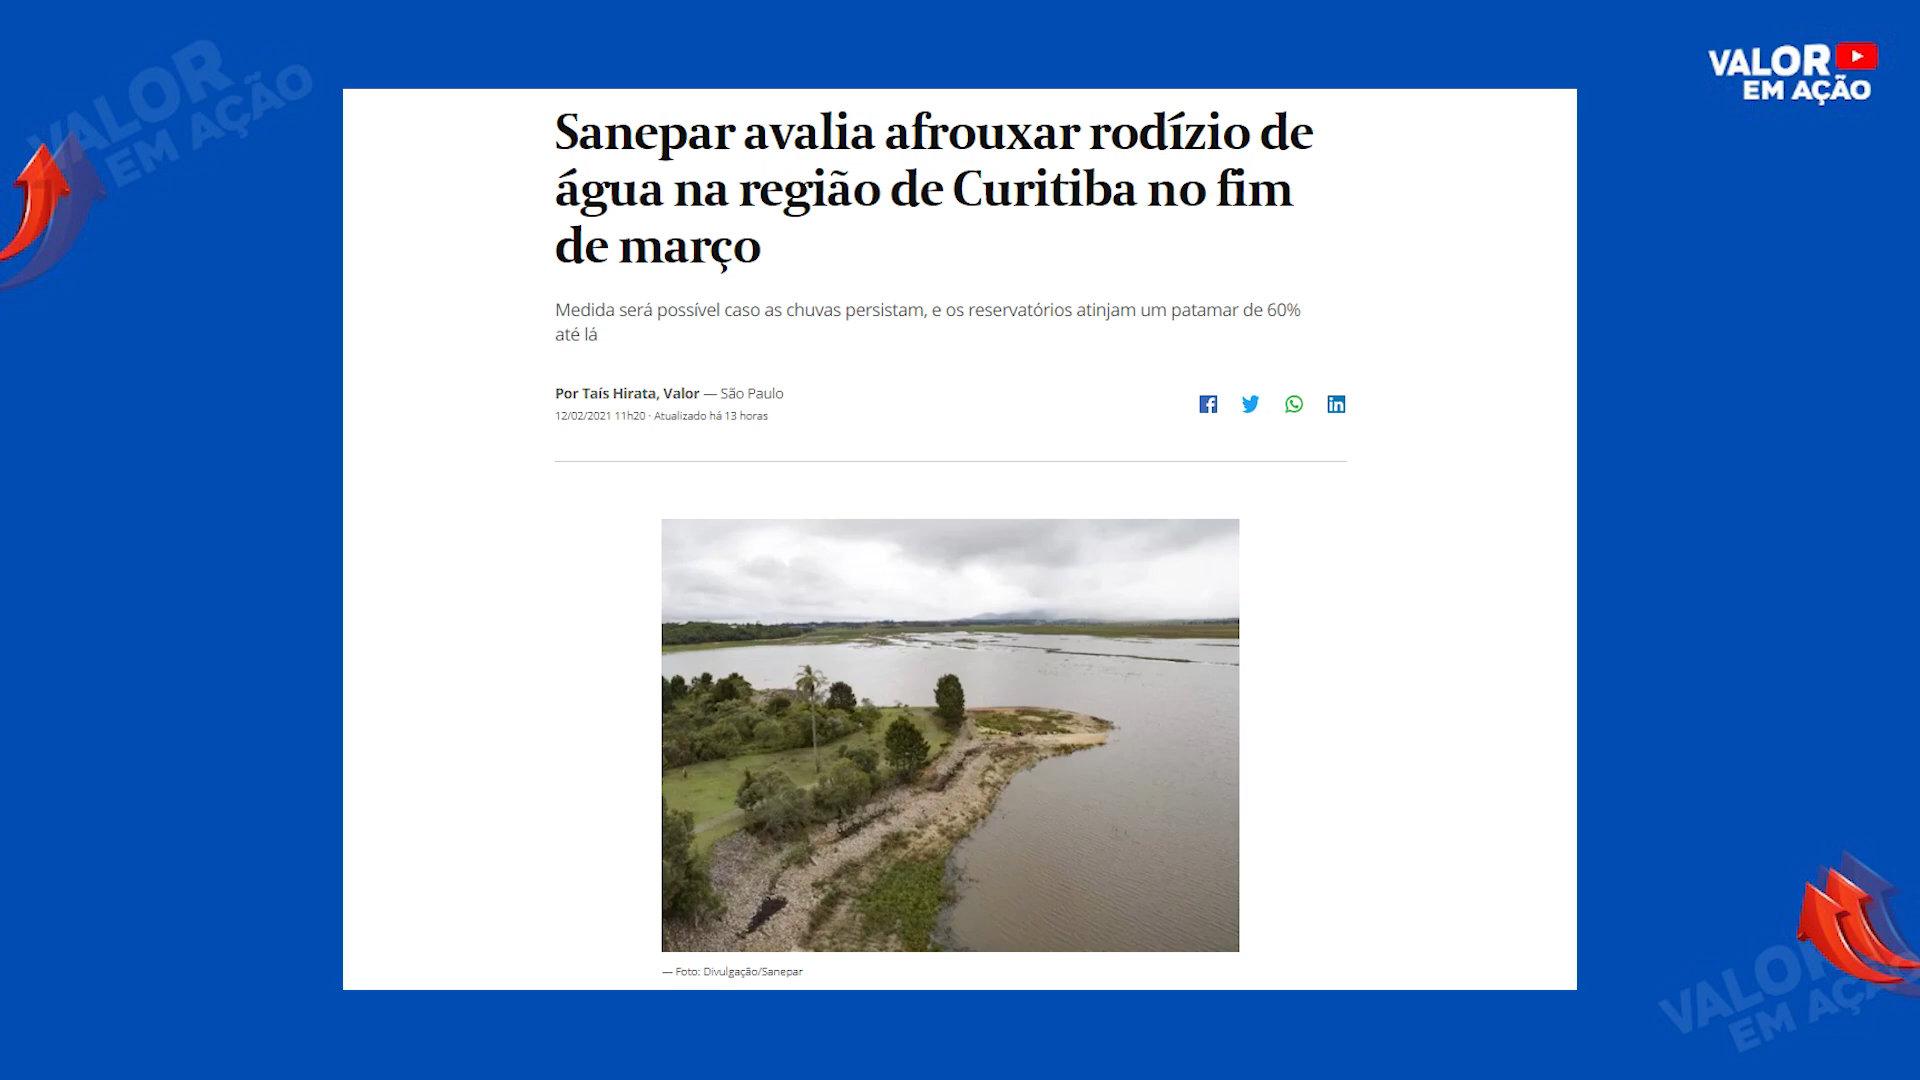 VALOR
EM AÇÃO
VALOR
EM AÇÃO
Sanepar avalia afrouxar rodízio de
água na região de Curitiba no fim
de março
Medida será possível caso as chuvas persistam, e os reservatórios atinjam um patamar de 60%
até lá
Por Taís Hirata, Valor — São Paulo
12/02/2021 11h20 · Atualizado há 13 horas
— Foto: Divulgação/Sanepar
VALOR
EM AÇÃO